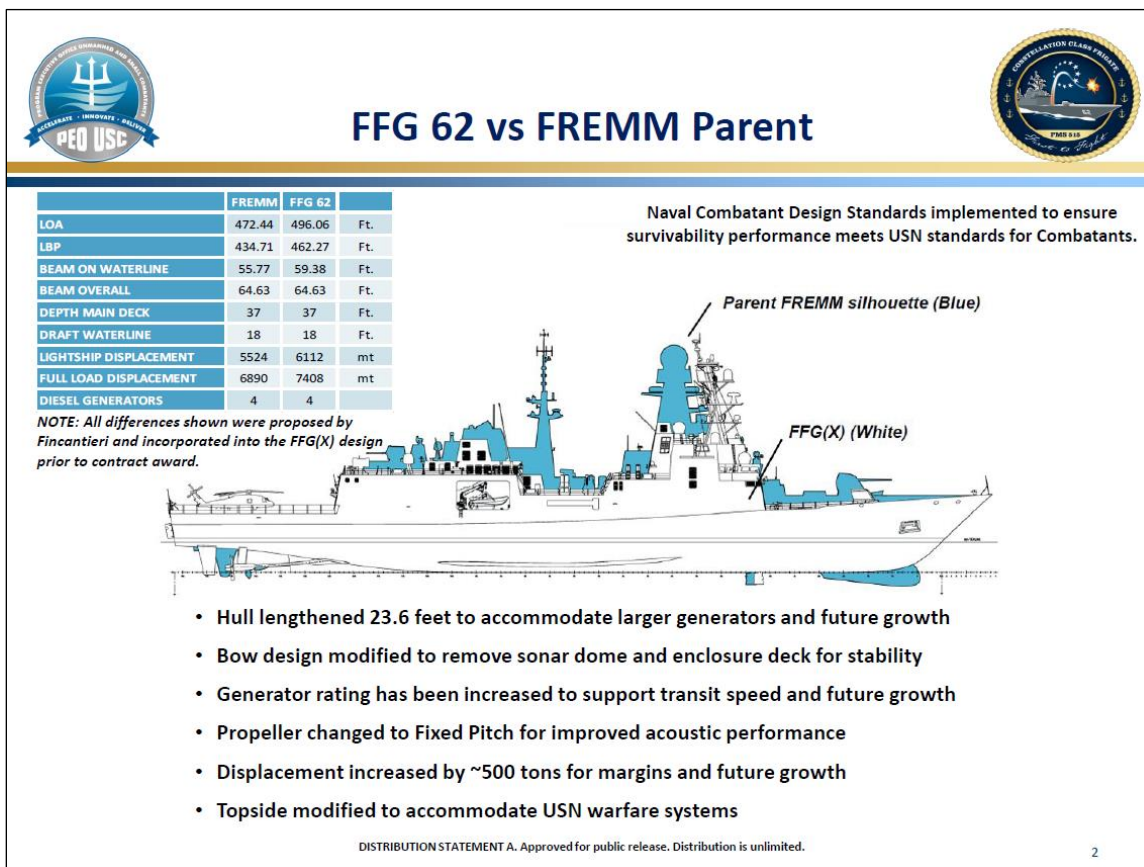 PROGRAM EXECUTIVE OFFICE UNMANNED AND SMALL COMBATANTS
ACCELERATE · INNOVATE · DELIVER
PEO USC
FFG 62 vs FREMM Parent
CONSTELLATION CLASS FRIGATE
62
PMS 515
FREMM FFG 62
LOA 472.44 496.06 Ft.
LBP 434.71 462.27 Ft.
BEAM ON WATERLINE 55.77 59.38 Ft.
BEAM OVERALL 64.63 64.63 Ft.
DEPTH MAIN DECK 37 37 Ft.
DRAFT WATERLINE 18 18 Ft.
LIGHTSHIP DISPLACEMENT 5524 6112 mt
FULL LOAD DISPLACEMENT 6890 7408 mt
DIESEL GENERATORS 4 4
NOTE: All differences shown were proposed by
Fincantieri and incorporated into the FFG(X) design
prior to contract award.
Naval Combatant Design Standards implemented to ensure
survivability performance meets USN standards for Combatants.
Parent FREMM silhouette (Blue)
FFG(X) (White)
• Hull lengthened 23.6 feet to accommodate larger generators and future growth
• Bow design modified to remove sonar dome and enclosure deck for stability
• Generator rating has been increased to support transit speed and future growth
• Propeller changed to Fixed Pitch for improved acoustic performance
• Displacement increased by ~500 tons for margins and future growth
• Topside modified to accommodate USN warfare systems
DISTRIBUTION STATEMENT A. Approved for public release. Distribution is unlimited.
2